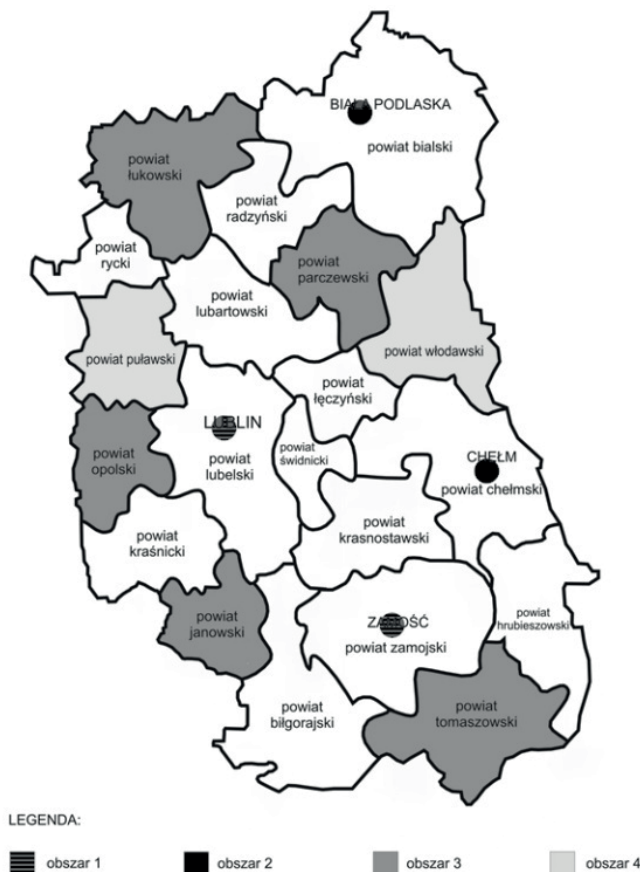 BIAŁA PODLASKA
powiat bialski
powiat
łukowski
powiat
radzyński
powiat
rycki
powiat
parczewski
powiat
lubartowski
powiat puławski
powiat włodawski
powiat
łęczyński
LUBLIN
powiat
lubelski
powiat
świdnicki
powiat
opolski
CHEŁM
powiat chełmski
powiat
kraśnicki
powiat
krasnostawski
powiat
janowski
ZAMOŚĆ
powiat zamojski
powiat
hrubieszowski
powiat
biłgorajski
powiat
tomaszowski
LEGENDA:
obszar 1
obszar 2
obszar 3
obszar 4